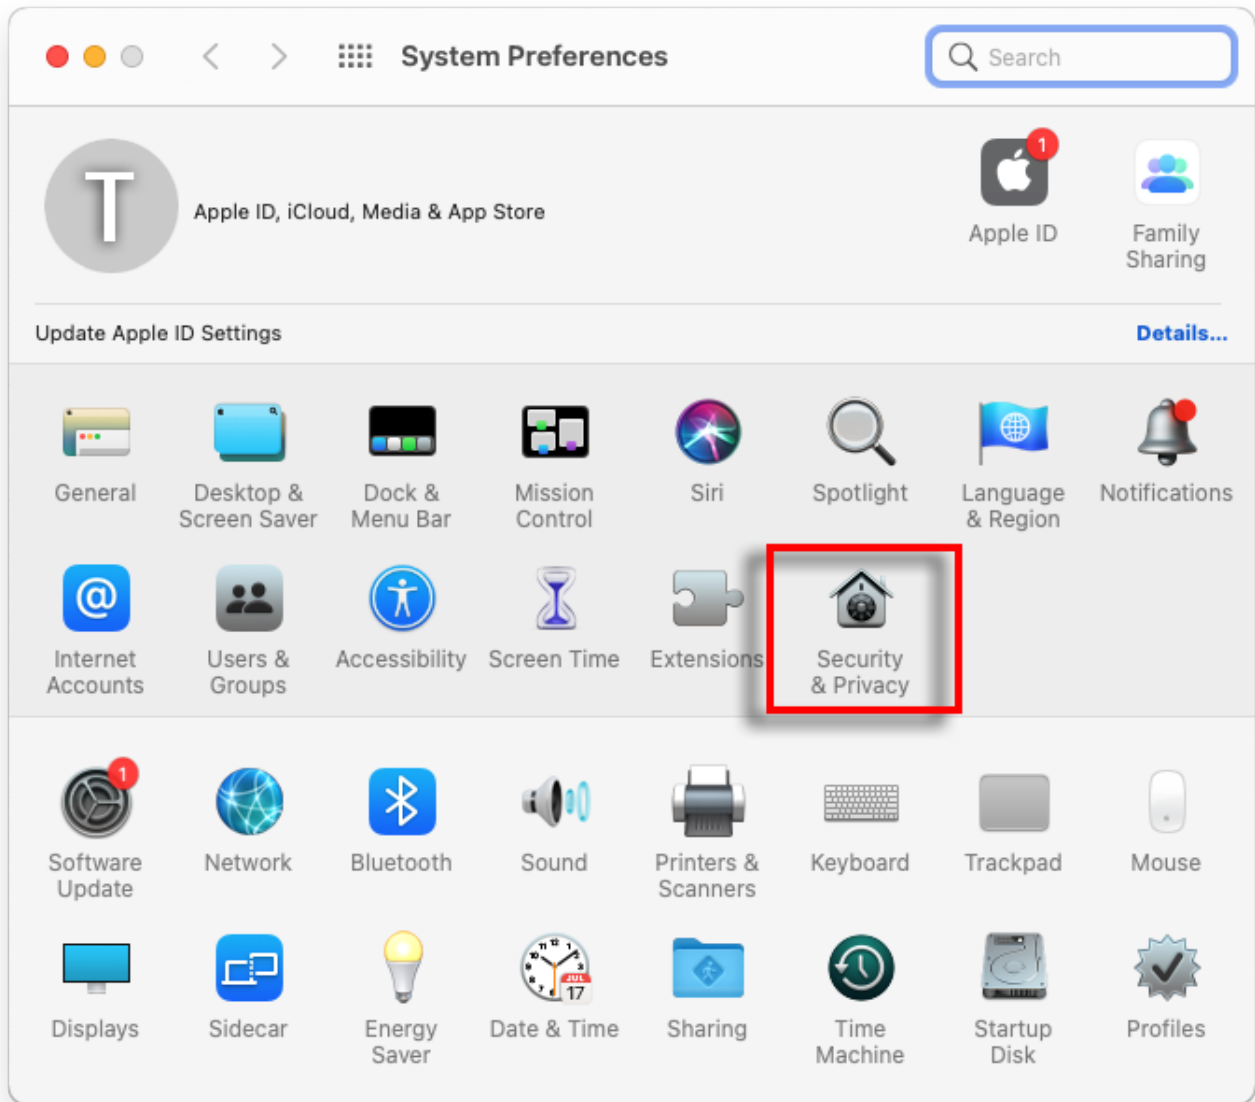 System Preferences
Search
T
Apple ID, iCloud, Media & App Store
1
Apple ID
Family
Sharing
Update Apple ID Settings
Details...
General
Desktop &
Screen Saver
Dock &
Menu Bar
Mission
Control
Siri
Spotlight
Language
& Region
Notifications
@
Internet
Accounts
Users &
Groups
Accessibility
Screen Time
Extensions
Security
& Privacy
1
Software
Update
Network
Bluetooth
Sound
Printers &
Scanners
Keyboard
Trackpad
Mouse
Displays
Sidecar
Energy
Saver
JUL
17
Date & Time
Sharing
Time
Machine
Startup
Disk
Profiles